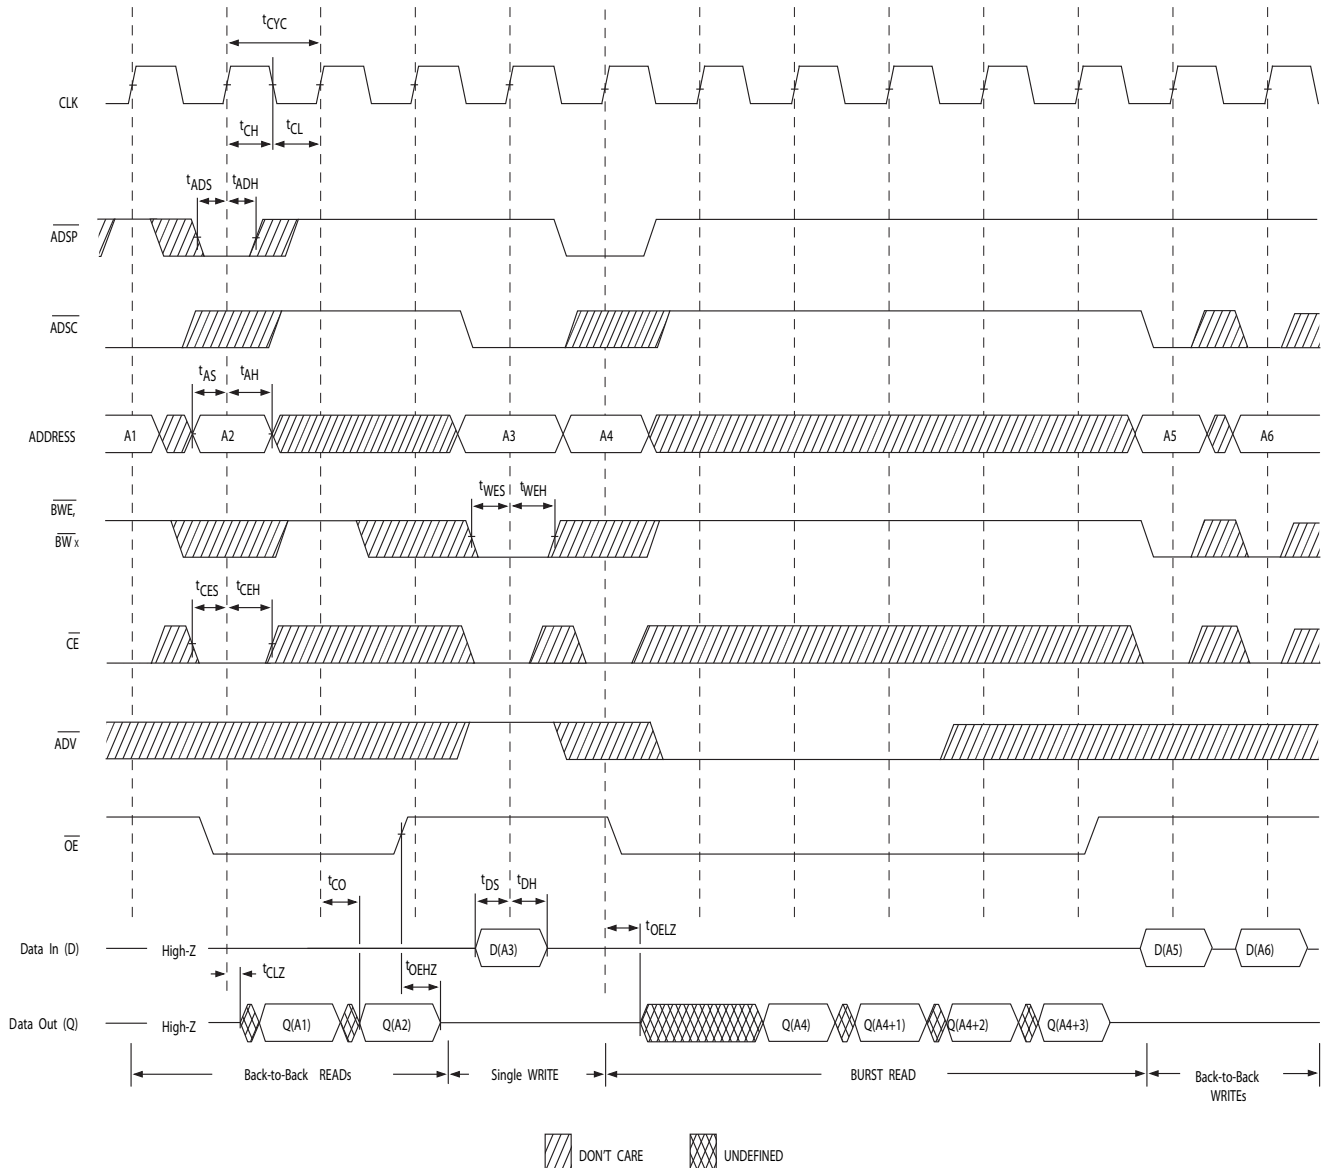 tCYC
CLK
tCH
tCL
tADS
tADH
ADSP
ADSC
tAS
tAH
ADDRESS
A1
A2
A3
A4
A5
A6
tWES
tWEH
BWE,
BW x
tCES
tCEH
CE
ADV
OE
tCO
tDS
tDH
tOELZ
Data In (D)
High-Z
D(A3)
D(A5)
D(A6)
tCLZ
tOEHZ
Data Out (Q)
High-Z
Q(A1)
Q(A2)
Q(A4)
Q(A4+1)
Q(A4+2)
Q(A4+3)
Back-to-Back READs
Single WRITE
BURST READ
Back-to-Back
WRITEs
DON'T CARE
UNDEFINED